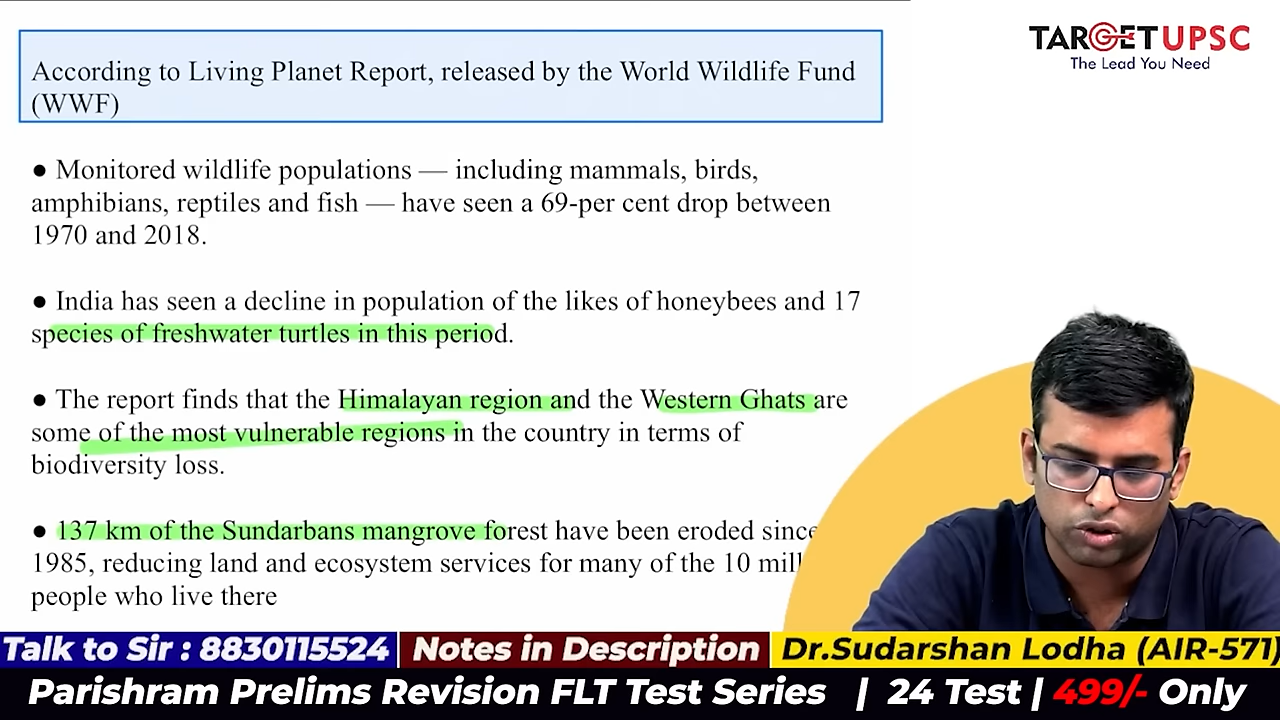 According to Living Planet Report, released by the World Wildlife Fund
(WWF)
● Monitored wildlife populations — including mammals, birds,
amphibians, reptiles and fish — have seen a 69-per cent drop between
1970 and 2018.
● India has seen a decline in population of the likes of honeybees and 17
species of freshwater turtles in this period.
● The report finds that the Himalayan region and the Western Ghats are
some of the most vulnerable regions in the country in terms of
biodiversity loss.
● 137 km of the Sundarbans mangrove forest have been eroded since
1985, reducing land and ecosystem services for many of the 10
people who live there
TARGETUPSC
The Lead You Need
Talk to Sir : 8830115524
Notes in Description
Dr.Sudarshan Lodha (AIR-571)
Parishram Prelims Revision FLT Test Series | 24 Test | 499/- Only